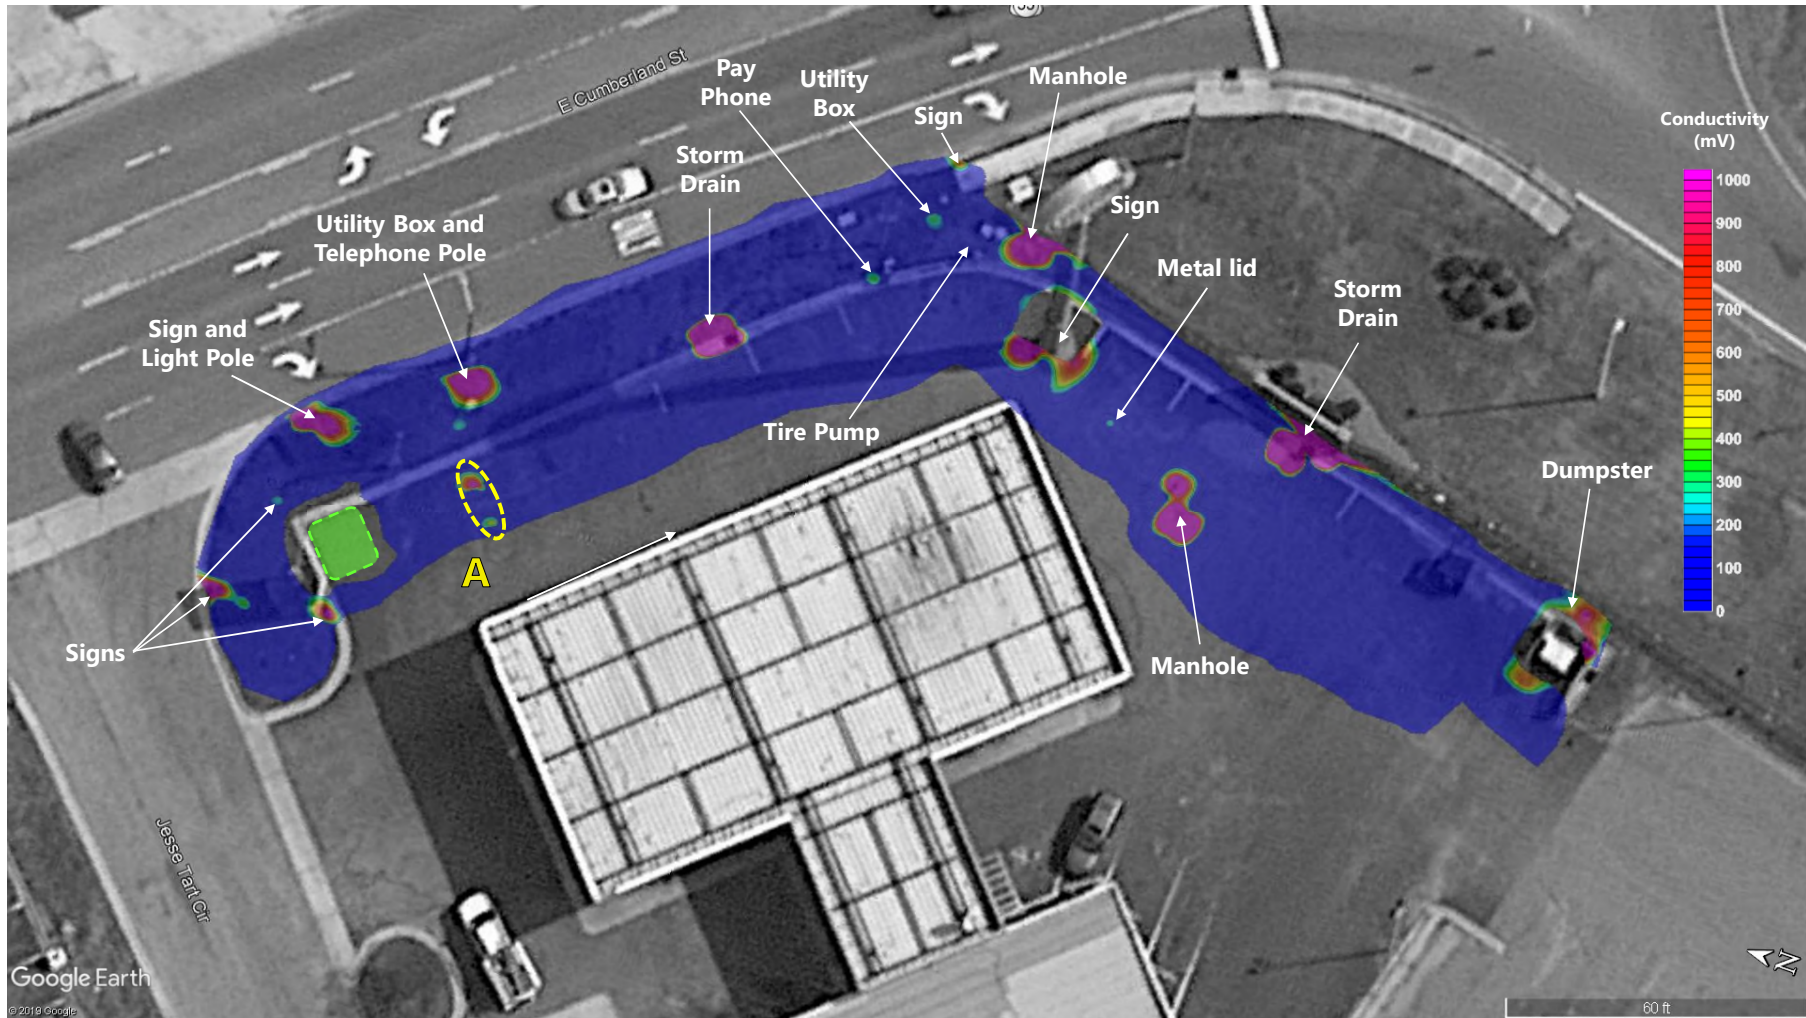 E Cumberland St
Pay
Phone
Utility
Box
Sign
Manhole
Storm
Drain
Utility Box and
Telephone Pole
Sign and
Light Pole
Sign
Metal lid
Storm
Drain
Dumpster
Tire Pump
A
Signs
Manhole
Conductivity
(mV)
1000
900
800
700
600
500
400
300
200
100
0
Jesse Tart Cir
Google Earth
© 2019 Google
N
60 ft